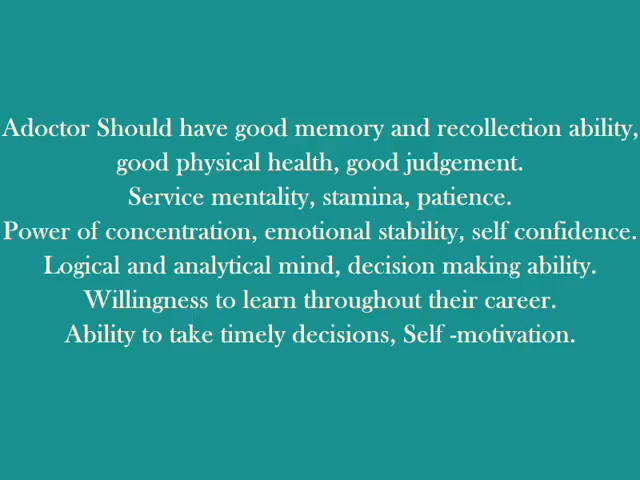 Adoctor Should have good memory and recollection ability,
good physical health, good judgement.
Service mentality, stamina, patience.
Power of concentration, emotional stability, self confidence.
Logical and analytical mind, decision making ability.
Willingness to learn throughout their career.
Ability to take timely decisions, Self -motivation.